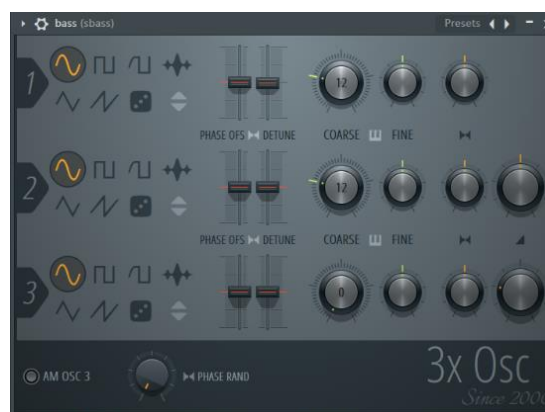 bass (sbass) Presets
1
12
PHASE OFS DETUNE COARSE FINE
2
12
PHASE OFS DETUNE COARSE FINE
3
0
AM OSC 3 PHASE RAND
3x Osc
Since